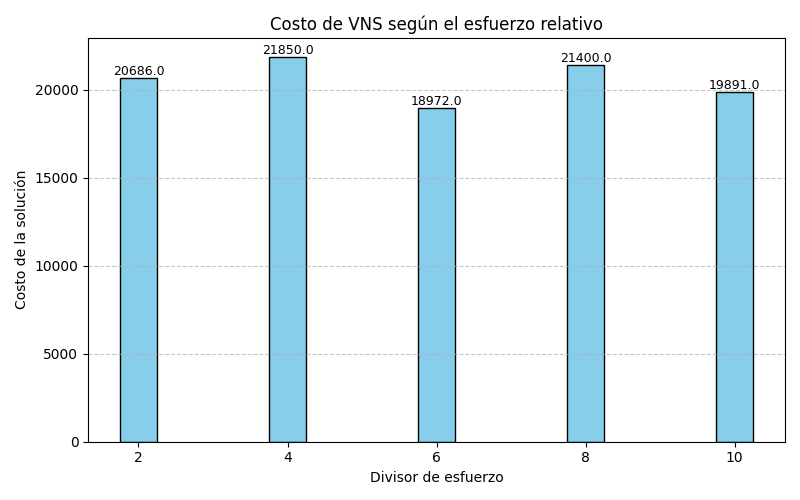 Costo de VNS según el esfuerzo relativo
20686.0
21850.0
18972.0
21400.0
19891.0
20000
15000
10000
5000
0
Costo de la solución
2 4 6 8 10
Divisor de esfuerzo